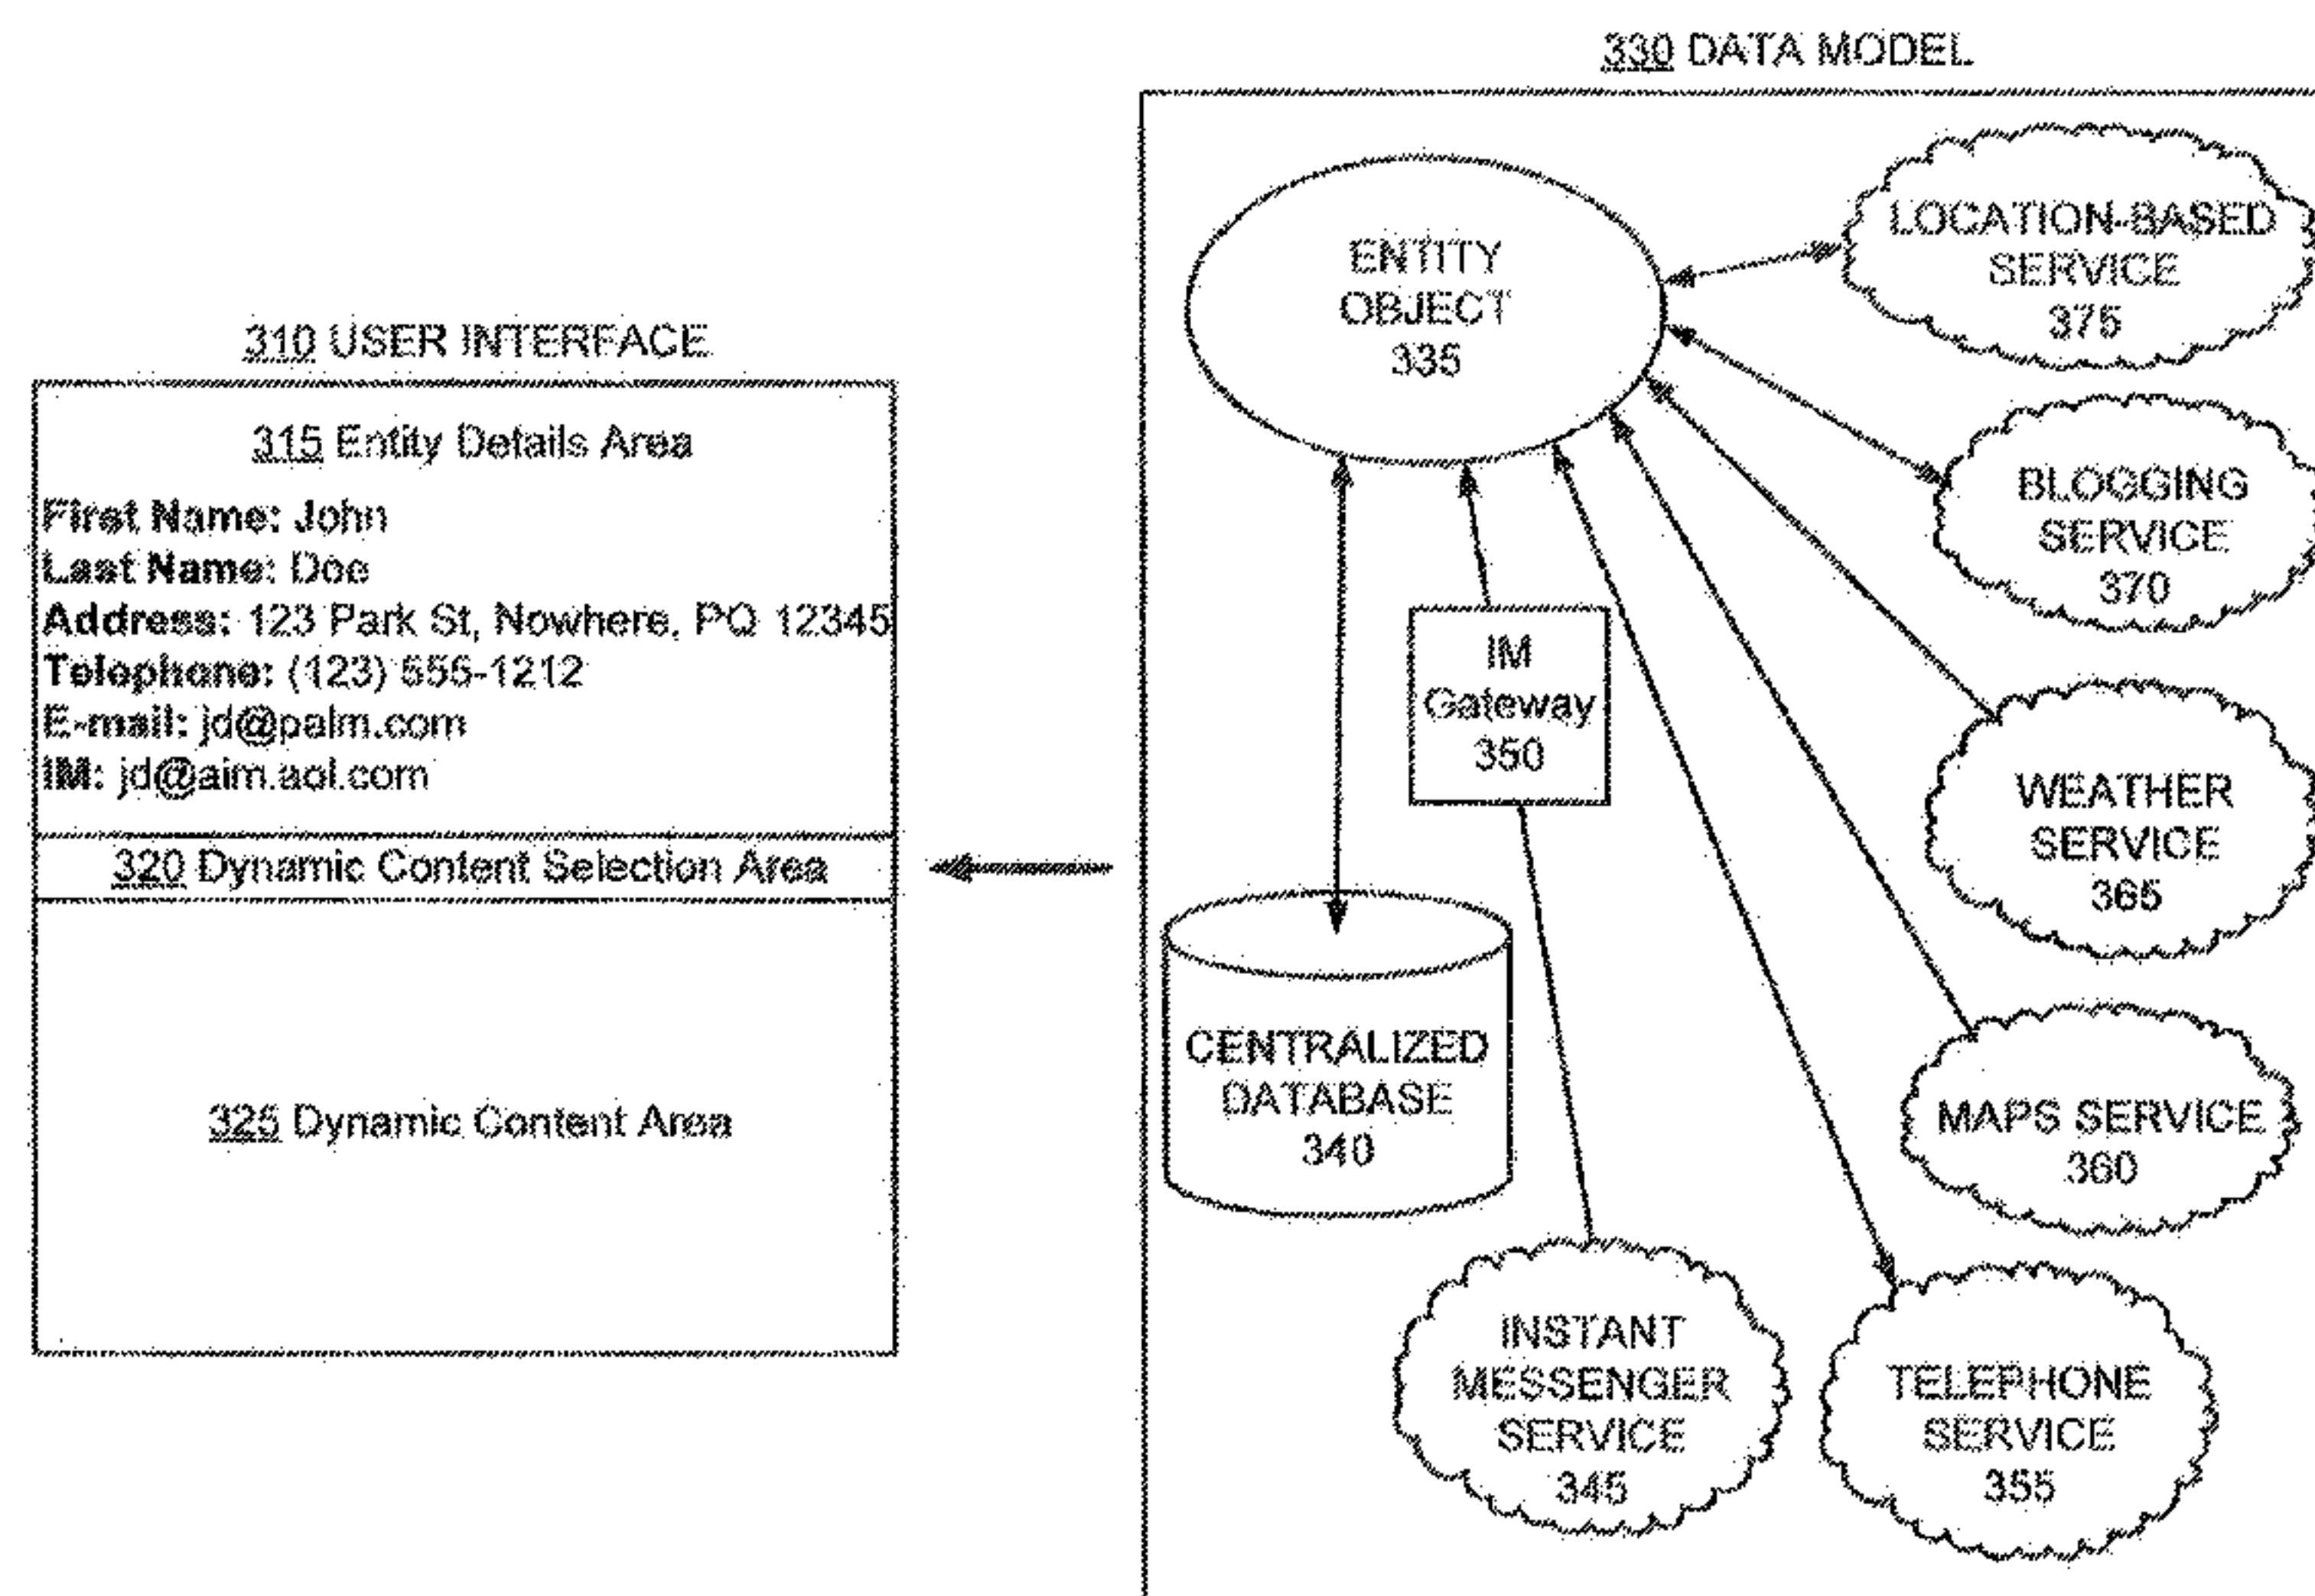 330 DATA MODEL
310 USER INTERFACE
315 Entity Details Area
First Name: John
Last Name: Doe
Address: 123 Park St, Nowhere, PQ 12345
Telephone: (123) 555-1212
E-mail: jd@palm.com
IM: jd@aim.aol.com
320 Dynamic Content Selection Area
325 Dynamic Content Area
ENTITY
OBJECT
335
LOCATION-BASED
SERVICE
375
BLOGGING
SERVICE
370
IM
Gateway
350
WEATHER
SERVICE
365
CENTRALIZED
DATABASE
340
MAPS SERVICE
360
INSTANT
MESSENGER
SERVICE
345
TELEPHONE
SERVICE
355